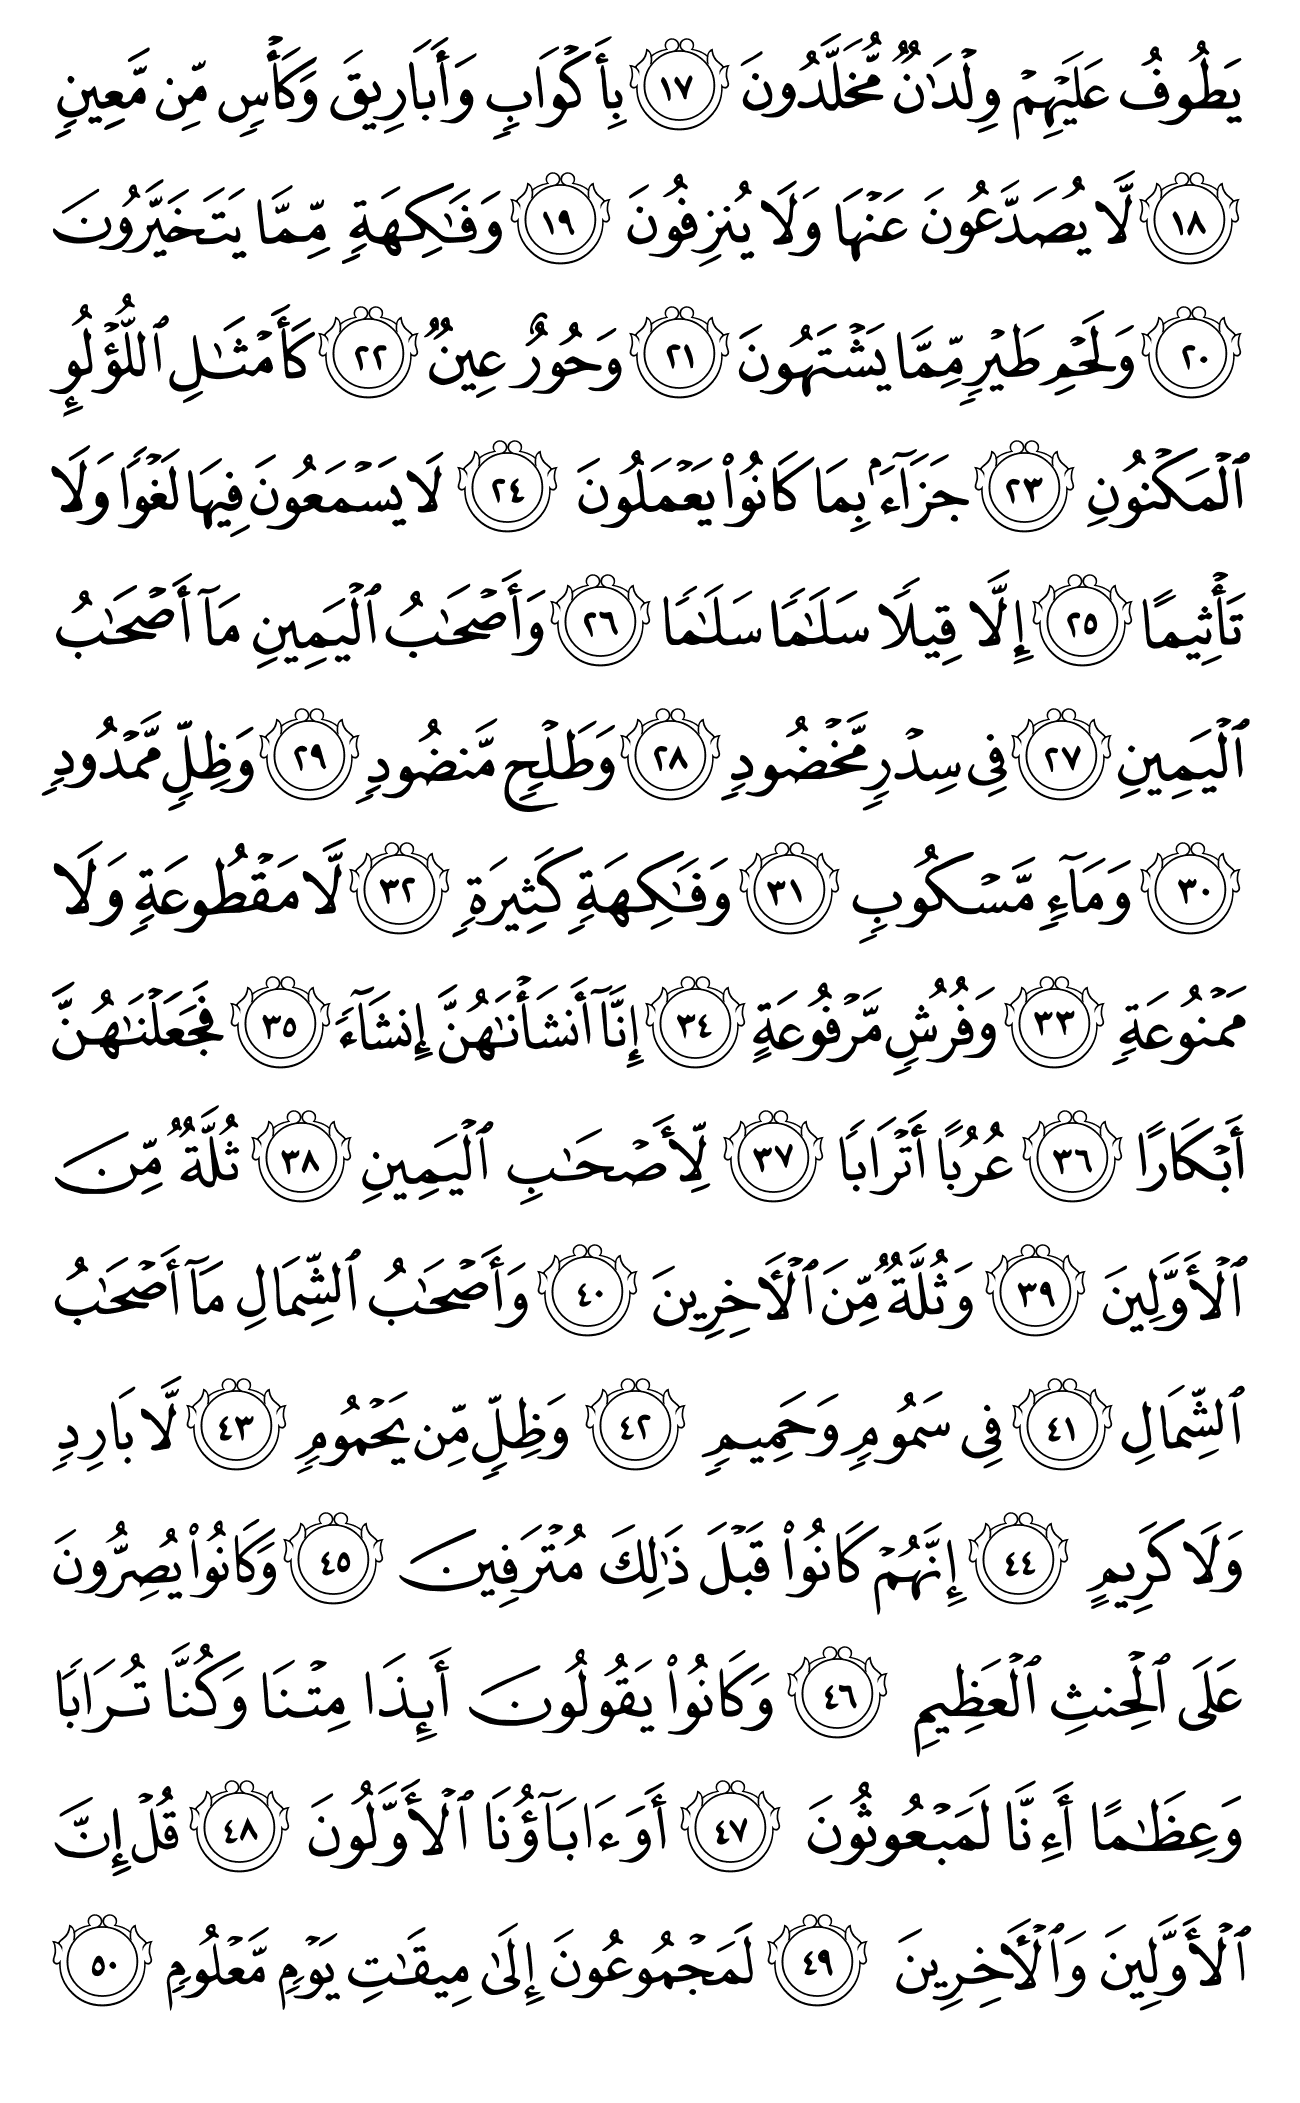 يَطُوفُ عَلَيۡهِمۡ وِلۡدَٰنٞ مُّخَلَّدُونَ ١٧ بِأَكۡوَابٖ وَأَبَارِيقَ وَكَأۡسٖ مِّن مَّعِينٖ
١٨ لَّا يُصَدَّعُونَ عَنۡهَا وَلَا يُنزِفُونَ ١٩ وَفَٰكِهَةٖ مِّمَّا يَتَخَيَّرُونَ
٢٠ وَلَحۡمِ طَيۡرٖ مِّمَّا يَشۡتَهُونَ ٢١ وَحُورٌ عِينٞ ٢٢ كَأَمۡثَٰلِ ٱللُّؤۡلُوِٕ
ٱلۡمَكۡنُونِ ٢٣ جَزَآءَۢ بِمَا كَانُواْ يَعۡمَلُونَ ٢٤ لَا يَسۡمَعُونَ فِيهَا لَغۡوٗا وَلَا
تَأۡثِيمًا ٢٥ إِلَّا قِيلٗا سَلَٰمٗا سَلَٰمٗا ٢٦ وَأَصۡحَٰبُ ٱلۡيَمِينِ مَآ أَصۡحَٰبُ
ٱلۡيَمِينِ ٢٧ فِي سِدۡرٖ مَّخۡضُودٖ ٢٨ وَطَلۡحٖ مَّنضُودٖ ٢٩ وَظِلّٖ مَّمۡدُودٖ
٣٠ وَمَآءٖ مَّسۡكُوبٖ ٣١ وَفَٰكِهَةٖ كَثِيرَةٖ ٣٢ لَّا مَقۡطُوعَةٖ وَلَا
مَمۡنُوعَةٖ ٣٣ وَفُرُشٖ مَّرۡفُوعَةٍ ٣٤ إِنَّآ أَنشَأۡنَٰهُنَّ إِنشَآءٗ ٣٥ فَجَعَلۡنَٰهُنَّ
أَبۡكَارًا ٣٦ عُرُبًا أَتۡرَابٗا ٣٧ لِّأَصۡحَٰبِ ٱلۡيَمِينِ ٣٨ ثُلَّةٞ مِّنَ
ٱلۡأَوَّلِينَ ٣٩ وَثُلَّةٞ مِّنَ ٱلۡأٓخِرِينَ ٤٠ وَأَصۡحَٰبُ ٱلشِّمَالِ مَآ أَصۡحَٰبُ
ٱلشِّمَالِ ٤١ فِي سَمُومٖ وَحَمِيمٖ ٤٢ وَظِلّٖ مِّن يَحۡمُومٖ ٤٣ لَّا بَارِدٖ
وَلَا كَرِيمٍ ٤٤ إِنَّهُمۡ كَانُواْ قَبۡلَ ذَٰلِكَ مُتۡرَفِينَ ٤٥ وَكَانُواْ يُصِرُّونَ
عَلَى ٱلۡحِنثِ ٱلۡعَظِيمِ ٤٦ وَكَانُواْ يَقُولُونَ أَئِذَا مِتۡنَا وَكُنَّا تُرَابٗا
وَعِظَٰمًا أَءِنَّا لَمَبۡعُوثُونَ ٤٧ أَوَءَابَآؤُنَا ٱلۡأَوَّلُونَ ٤٨ قُلۡ إِنَّ
ٱلۡأَوَّلِينَ وَٱلۡأٓخِرِينَ ٤٩ لَمَجۡمُوعُونَ إِلَىٰ مِيقَٰتِ يَوۡمٖ مَّعۡلُومٖ ٥٠